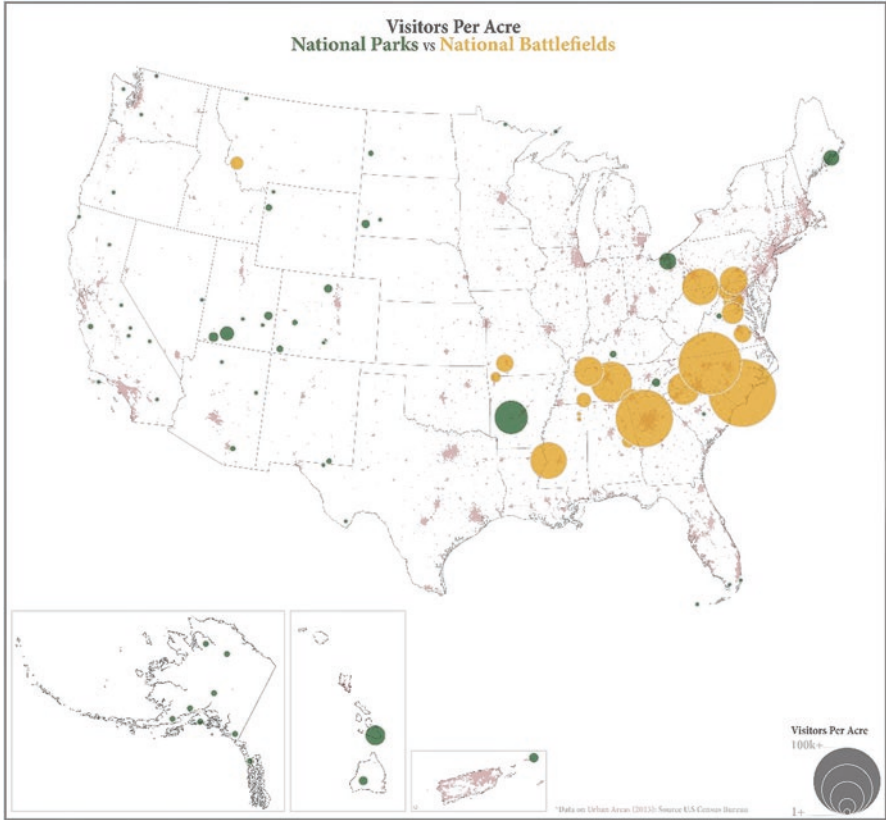 Visitors Per Acre
National Parks vs National Battlefields
Visitors Per Acre
100k+
1+
*Data on Urban Areas (2015): Source U.S Census Bureau